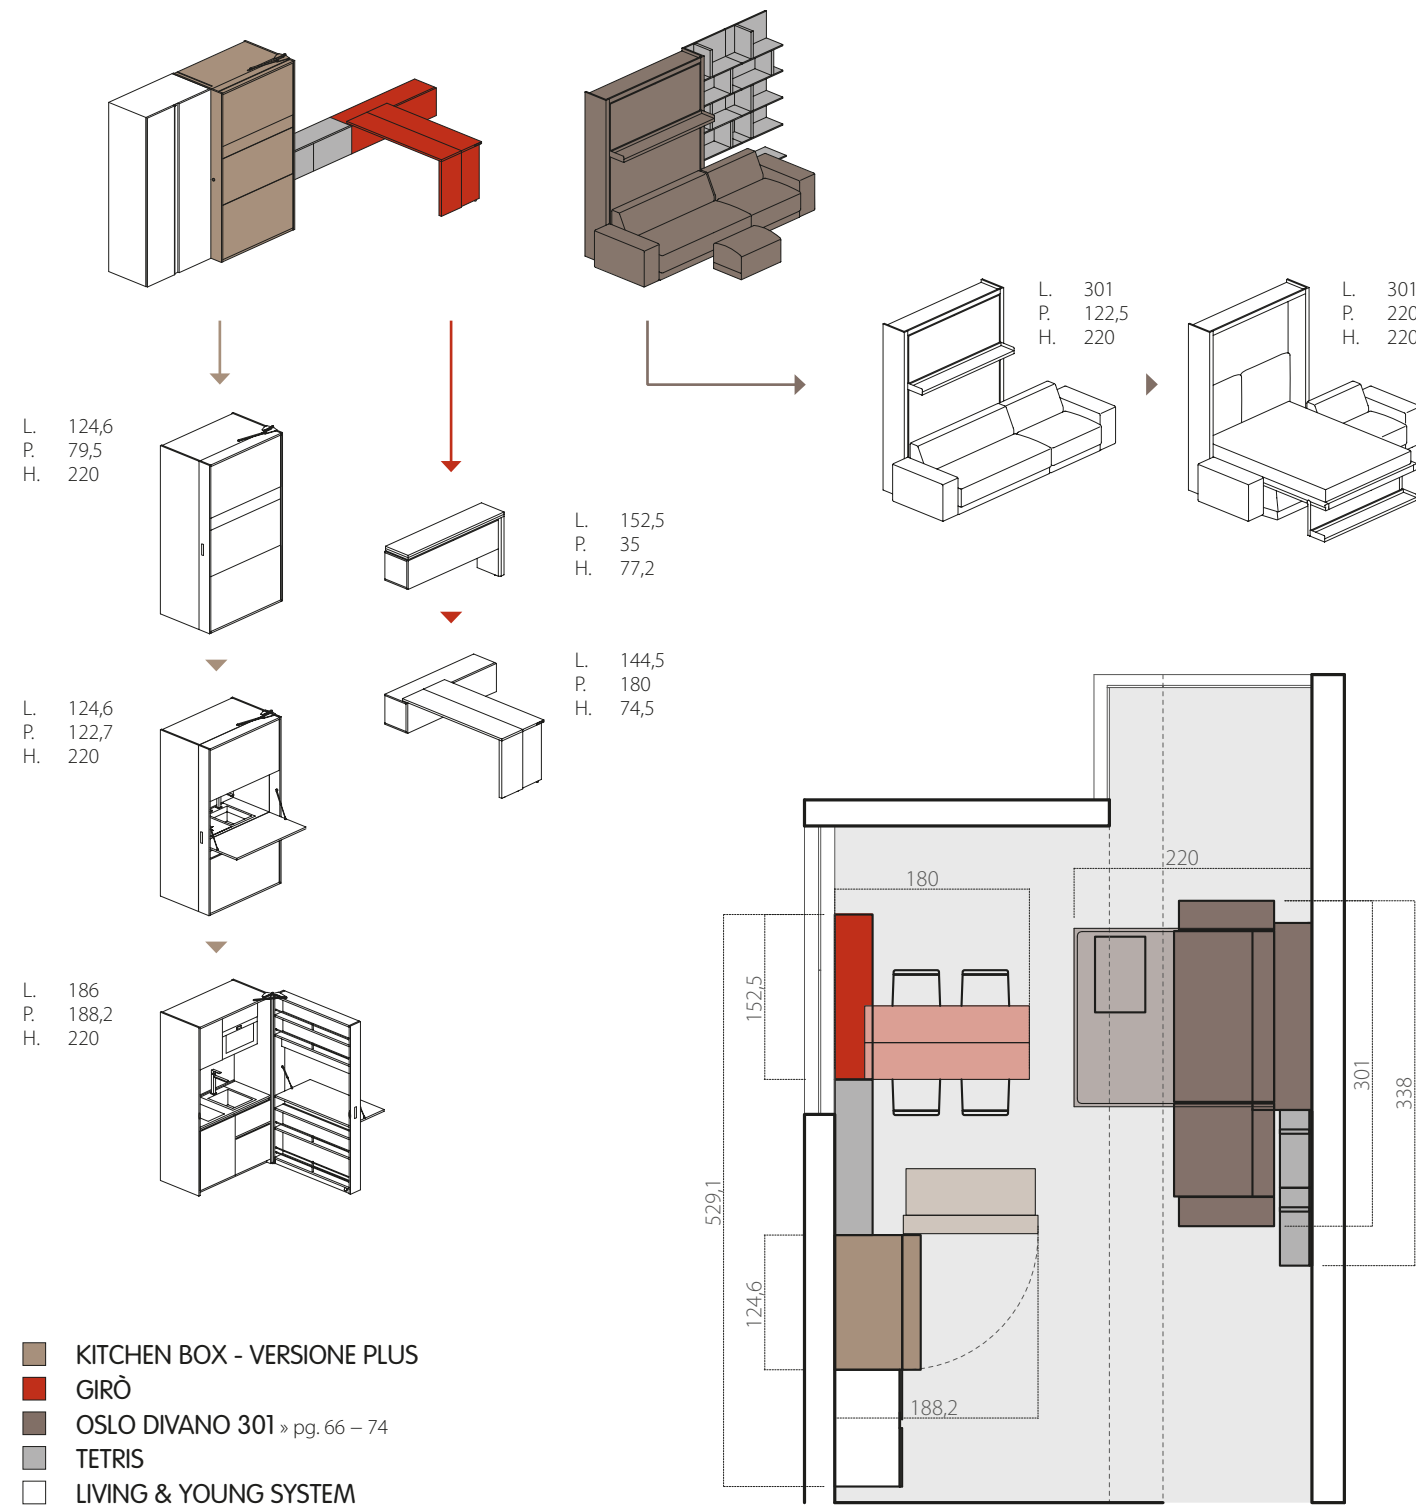 L. 301
P. 122,5
H. 220
L. 301
P. 220
H. 220
L. 124,6
P. 79,5
H. 220
L. 152,5
P. 35
H. 77,2
L. 124,6
P. 122,7
H. 220
L. 144,5
P. 180
H. 74,5
L. 186
P. 188,2
H. 220
220
180
152,5
301
338
529,1
124,6
188,2
KITCHEN BOX - VERSIONE PLUS
GIRÒ
OSLO DIVANO 301 » pg. 66 – 74
TETRIS
LIVING & YOUNG SYSTEM